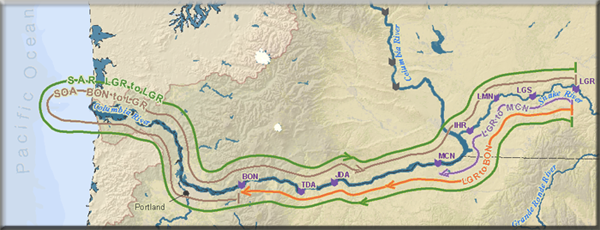 Pacific Ocean
SAR LGR to LGR
SOA BON to LGR
Columbia River
Portland
BON
TDA
JDA
MCN
IHR
LMN
LGS
LGR
Columbia River
Snake River
LGR to MCN
LGR to BON
Grande Ronde River